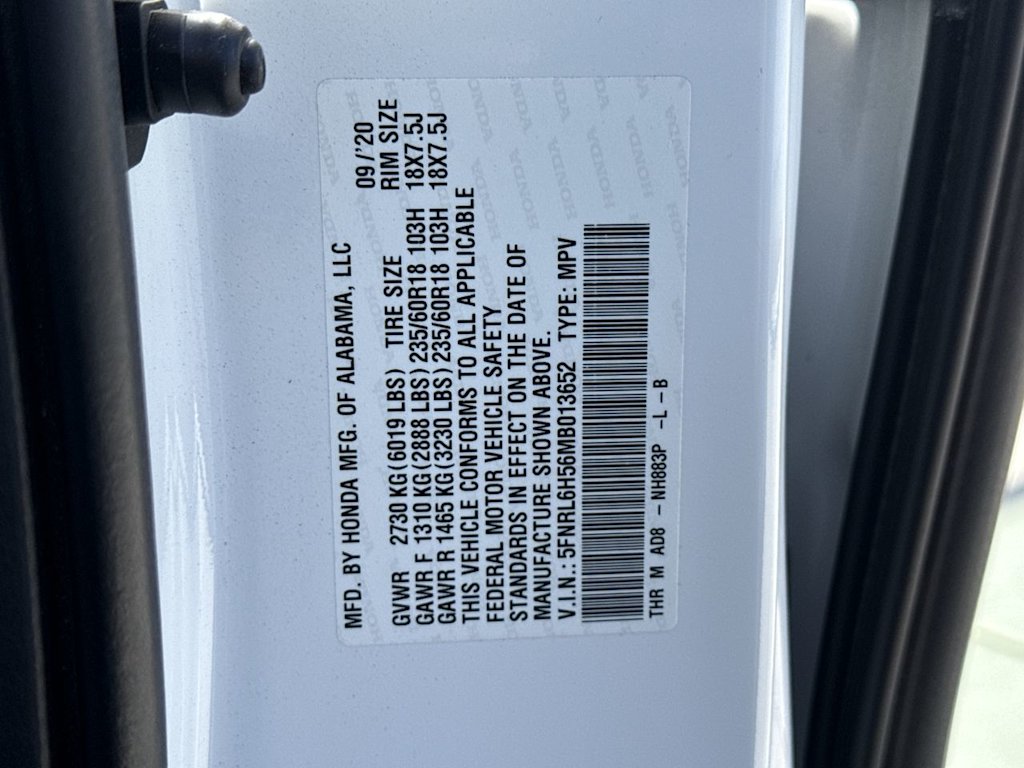 MFD. BY HONDA MFG. OF ALABAMA, LLC 09/'20
GVWR 2730 KG(6019 LBS) TIRE SIZE RIM SIZE
GAWR F 1310 KG(2888 LBS)235/60R18 103H 18X7.5J
GAWR R 1465 KG(3230 LBS)235/60R18 103H 18X7.5J
THIS VEHICLE CONFORMS TO ALL APPLICABLE
FEDERAL MOTOR VEHICLE SAFETY
STANDARDS IN EFFECT ON THE DATE OF
MANUFACTURE SHOWN ABOVE.
V.I.N.:5FNRL6H56MB013652 TYPE: MPV
THR M AD8 - NH883P -L-B